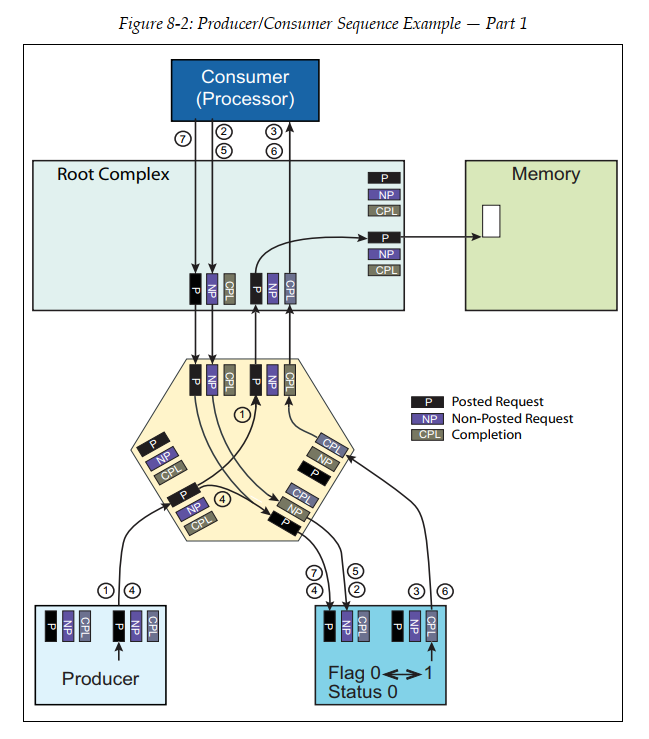 Figure 8-2: Producer/Consumer Sequence Example — Part 1
Consumer
(Processor)
7
2
5
3
6
Root Complex
P
NP
CPL
P
NP
CPL
Memory
P
NP
CPL
P
NP
CPL
P
NP
CPL
P
NP
CPL
1
P Posted Request
NP Non-Posted Request
CPL Completion
P
NP
CPL
CPL
NP
P
P
NP
CPL
4
CPL
NP
P
1
4
7
4
5
2
3
6
P
NP
CPL
P
NP
CPL
Producer
P
NP
CPL
P
NP
CPL
Flag 0 1
Status 0